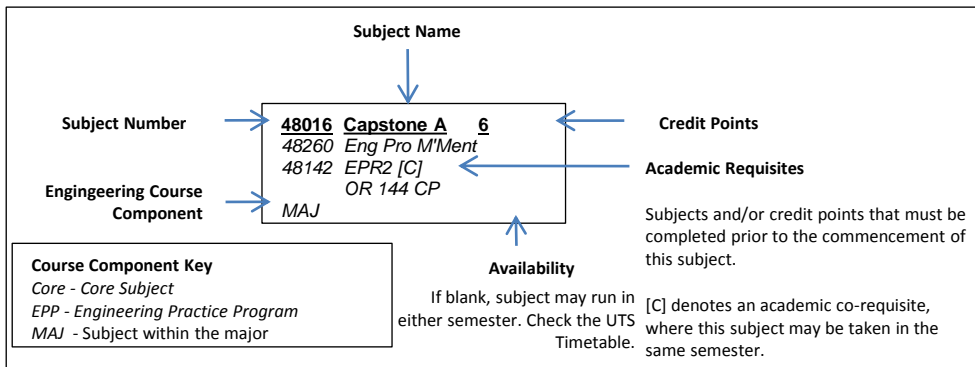 Subject Name
Subject Number
48016 Capstone A 6
48260 Eng Pro M'Ment
48142 EPR2 [C]
OR 144 CP
MAJ
Credit Points
Academic Requisites
Subjects and/or credit points that must be
completed prior to the commencement of
this subject.
[C] denotes an academic co-requisite,
where this subject may be taken in the
same semester.
Engingeering Course
Component
Availability
If blank, subject may run in
either semester. Check the UTS
Timetable.
Course Component Key
Core - Core Subject
EPP - Engineering Practice Program
MAJ - Subject within the major